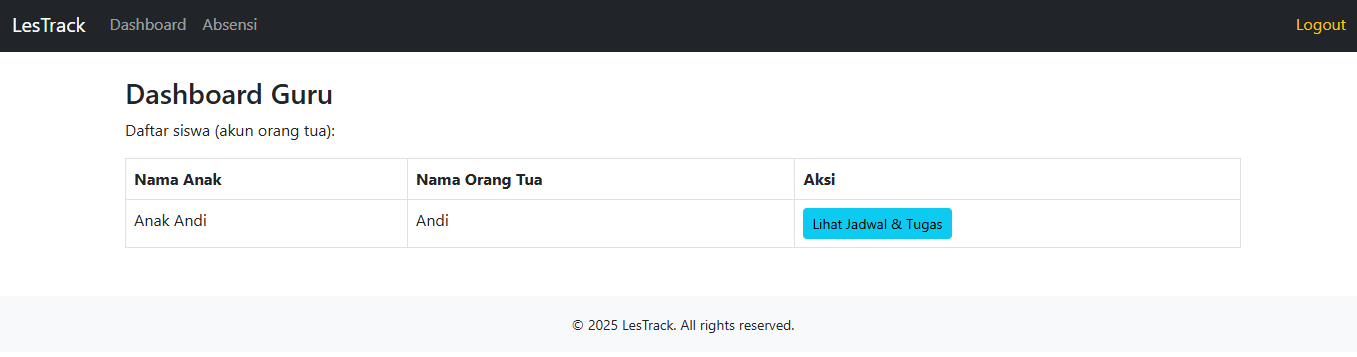 LesTrack Dashboard Absensi Logout
Dashboard Guru
Daftar siswa (akun orang tua):
Nama Anak Nama Orang Tua Aksi
Anak Andi Andi Lihat Jadwal & Tugas
© 2025 LesTrack. All rights reserved.